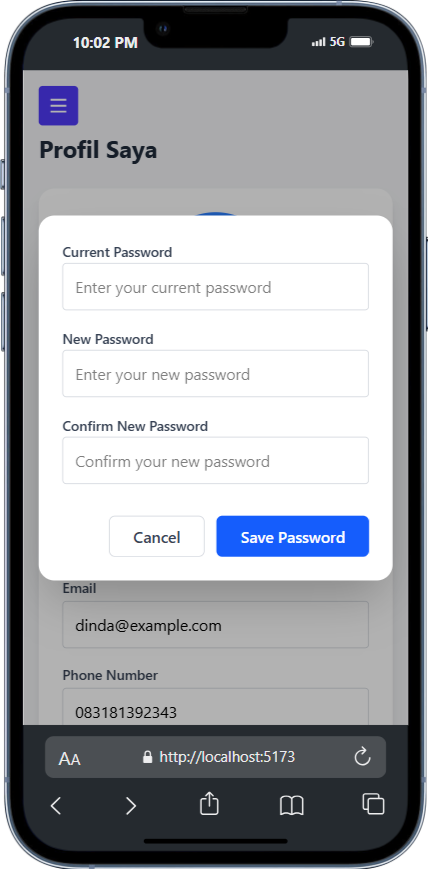 10:02 PM
5G
Profil Saya
Current Password
Enter your current password
New Password
Enter your new password
Confirm New Password
Confirm your new password
Cancel
Save Password
Email
dinda@example.com
Phone Number
083181392343
AA
http://localhost:5173